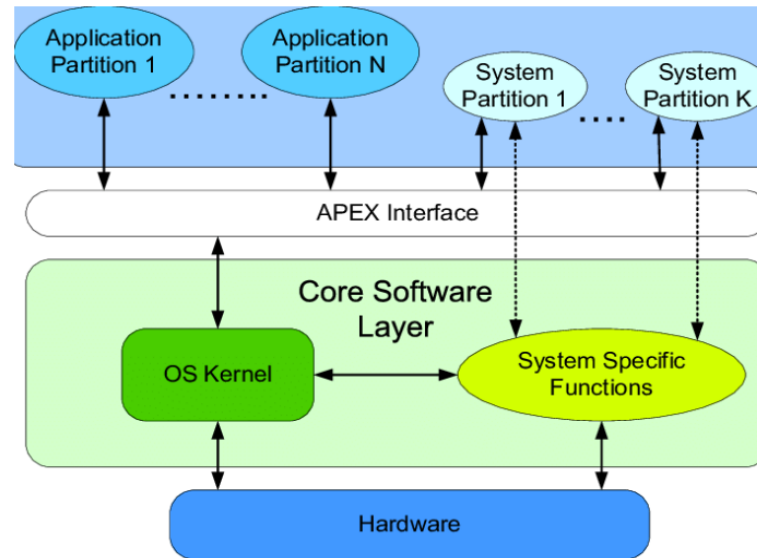 Application
Partition 1
Application
Partition N
System
Partition 1
System
Partition K
APEX Interface
Core Software
Layer
OS Kernel
System Specific
Functions
Hardware